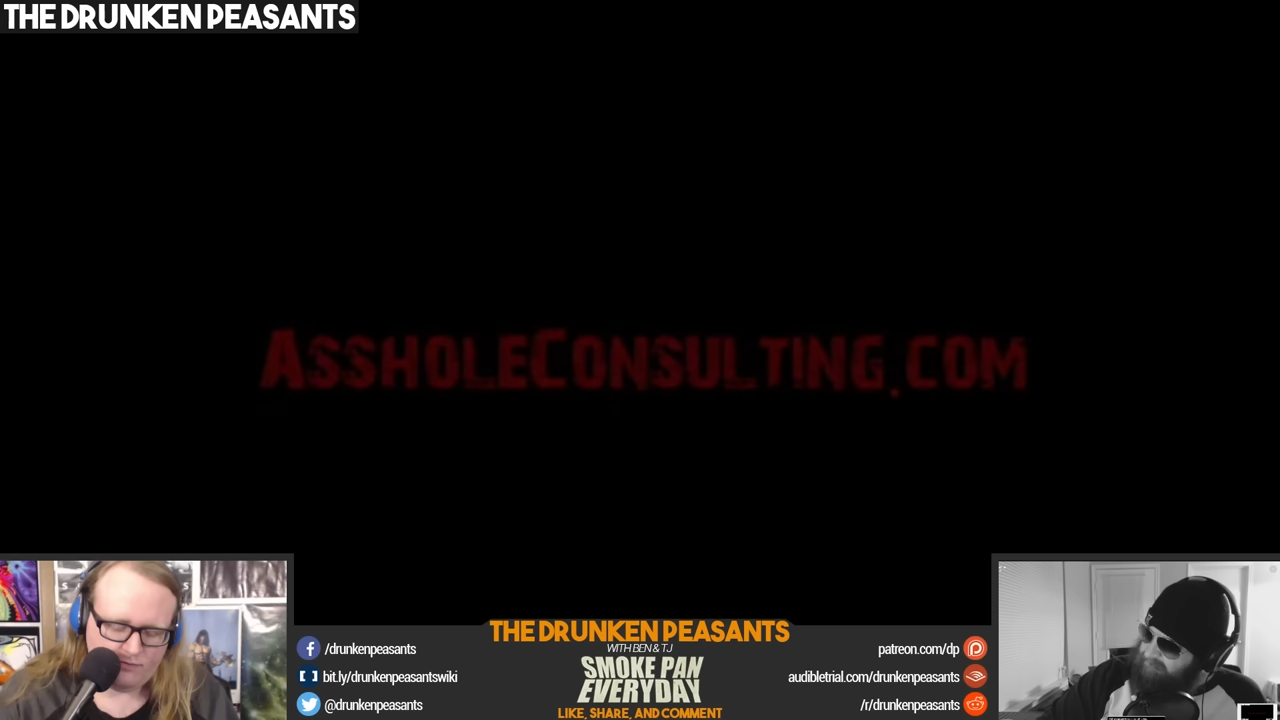 THE DRUNKEN PEASANTS
ASSHOLECONSULTING.COM
THE DRUNKEN PEASANTS
WITH BEN & TJ
SMOKE PAN
EVERYDAY
LIKE, SHARE, AND COMMENT
/drunkenpeasants
bit.ly/drunkenpeasantswiki
@drunkenpeasants
patreon.com/dp
audibletrial.com/drunkenpeasants
/r/drunkenpeasants